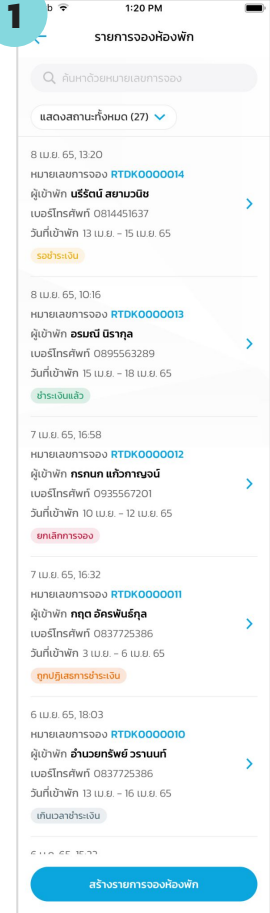 1
b 1:20 PM
รายการจองห้องพัก
ค้นหาด้วยหมายเลขการจอง
แสดงสถานะทั้งหมด (27)
8 เม.ย. 65, 13:20
หมายเลขการจอง RTDK0000014
ผู้เข้าพัก นรีรัตน์ สยามวนิช
เบอร์โทรศัพท์ 0814451637
วันที่เข้าพัก 13 เม.ย. - 15 เม.ย. 65
รอชำระเงิน
8 เม.ย. 65, 10:16
หมายเลขการจอง RTDK0000013
ผู้เข้าพัก อรมณี นิรากุล
เบอร์โทรศัพท์ 0895563289
วันที่เข้าพัก 15 เม.ย. - 18 เม.ย. 65
ชำระเงินแล้ว
7 เม.ย. 65, 16:58
หมายเลขการจอง RTDK0000012
ผู้เข้าพัก กรกนก แก้วกาญจน์
เบอร์โทรศัพท์ 0935567201
วันที่เข้าพัก 10 เม.ย. - 12 เม.ย. 65
ยกเลิกการจอง
7 เม.ย. 65, 16:32
หมายเลขการจอง RTDK0000011
ผู้เข้าพัก กฤต อัครพันธ์กุล
เบอร์โทรศัพท์ 0837725386
วันที่เข้าพัก 3 เม.ย. - 6 เม.ย. 65
ถูกปฏิเสธการชำระเงิน
6 เม.ย. 65, 18:03
หมายเลขการจอง RTDK0000010
ผู้เข้าพัก อำนวยทรัพย์ วรานนท์
เบอร์โทรศัพท์ 0837725386
วันที่เข้าพัก 13 เม.ย. - 16 เม.ย. 65
เกินเวลาชำระเงิน
สร้างรายการจองห้องพัก